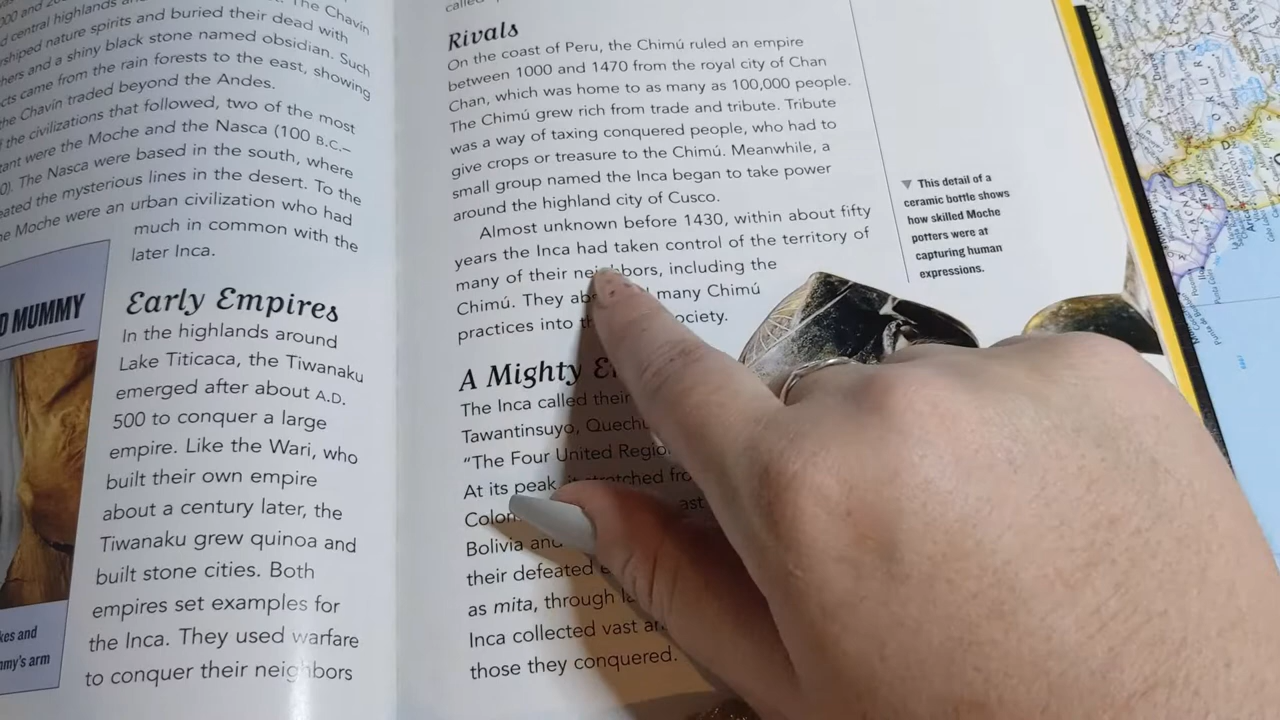 The Chavín
central highlands
shiped nature spirits and buried their dead with
and a shiny black stone named obsidian. Such
came from the rain forests to the east, showing
the Chavín traded beyond the Andes.
the civilizations that followed, two of the most
were the Moche and the Nasca (100 B.C.–
The Nasca were based in the south, where
the mysterious lines in the desert. To the
Moche were an urban civilization who had
much in common with the
later Inca.
MUMMY
and
arm
Early Empires
In the highlands around
Lake Titicaca, the Tiwanaku
emerged after about A.D.
500 to conquer a large
empire. Like the Wari, who
built their own empire
about a century later, the
Tiwanaku grew quinoa and
built stone cities. Both
empires set examples for
the Inca. They used warfare
to conquer their neighbors
called
Rivals
On the coast of Peru, the Chimú ruled an empire
between 1000 and 1470 from the royal city of Chan
Chan, which was home to as many as 100,000 people.
The Chimú grew rich from trade and tribute. Tribute
was a way of taxing conquered people, who had to
give crops or treasure to the Chimú. Meanwhile, a
small group named the Inca began to take power
around the highland city of Cusco.
Almost unknown before 1430, within about fifty
years the Inca had taken control of the territory of
many of their neighbors, including the
Chimú. They many Chimú
practices into
A Mighty
The Inca called their
Tawantinsuyo,
“The Four United
At its peak, it stretched
Bolivia and
their defeated
as mita, through
Inca collected vast
those they conquered.
▼ This detail of a
ceramic bottle shows
how skilled Moche
potters were at
capturing human
expressions.